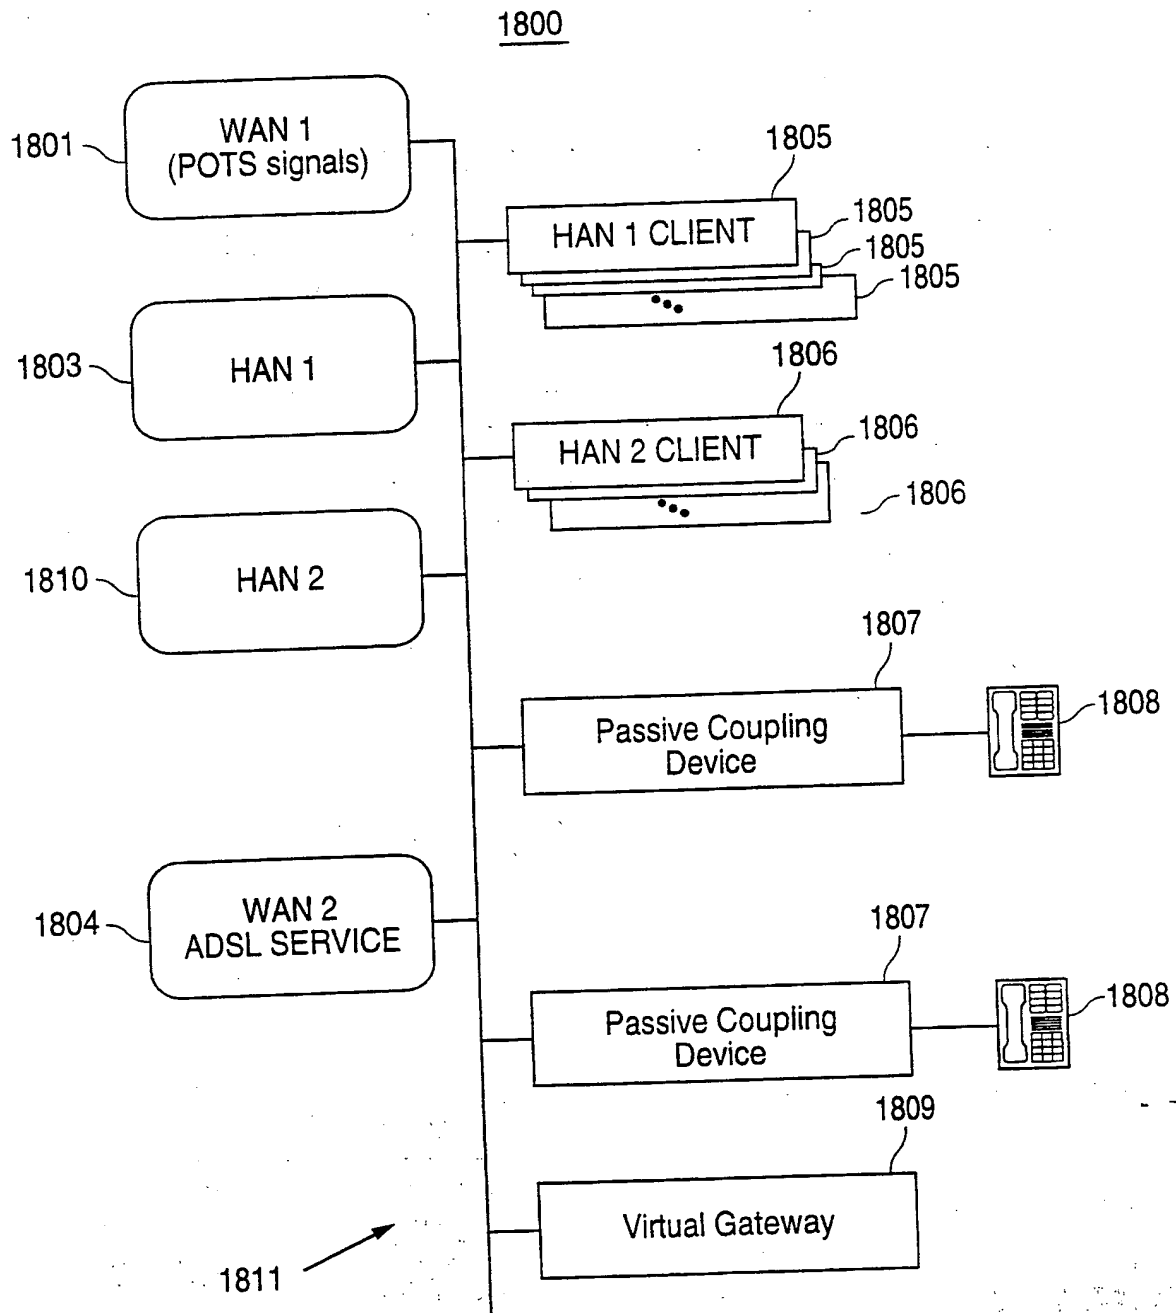 1800
1801
WAN 1
(POTS signals)
1805
HAN 1 CLIENT
1805
1805
1805
1803
HAN 1
1806
HAN 2 CLIENT
1806
1806
1810
HAN 2
1807
Passive Coupling
Device
1808
1804
WAN 2
ADSL SERVICE
1807
Passive Coupling
Device
1808
1809
Virtual Gateway
1811